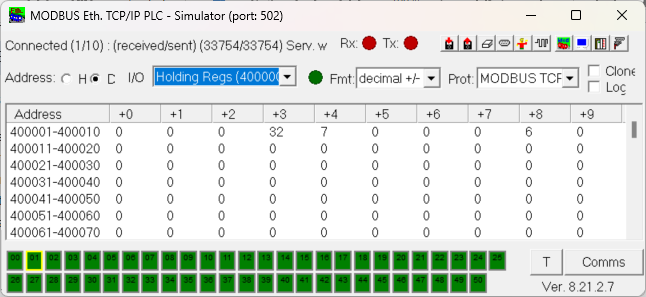 MODBUS Eth. TCP/IP PLC - Simulator (port: 502)
Connected (1/10) : (received/sent) (33754/33754) Serv. w Rx: Tx:
Address: H D I/O Holding Regs (400000 Fmt: decimal +/- Prot: MODBUS TCP Clone
Log
Address +0 +1 +2 +3 +4 +5 +6 +7 +8 +9
400001-400010 0 0 0 32 7 0 0 0 6 0
400011-400020 0 0 0 0 0 0 0 0 0 0
400021-400030 0 0 0 0 0 0 0 0 0 0
400031-400040 0 0 0 0 0 0 0 0 0 0
400041-400050 0 0 0 0 0 0 0 0 0 0
400051-400060 0 0 0 0 0 0 0 0 0 0
400061-400070 0 0 0 0 0 0 0 0 0 0
00 01 02 03 04 05 06 07 08 09 10 11 12 13 14 15 16 17 18 19 20 21 22 23 24 25 T Comms
26 27 28 29 30 31 32 33 34 35 36 37 38 39 40 41 42 43 44 45 46 47 48 49 50 Ver. 8.21.2.7